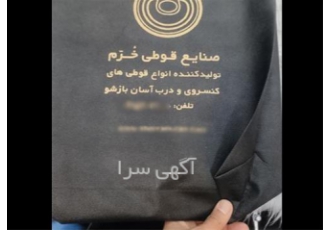 صنایع قوطی خُرّم
تولیدکننده انواع قوطی های
کنسروی و درب آسان بازشو
تلفن:
آگهی سرا